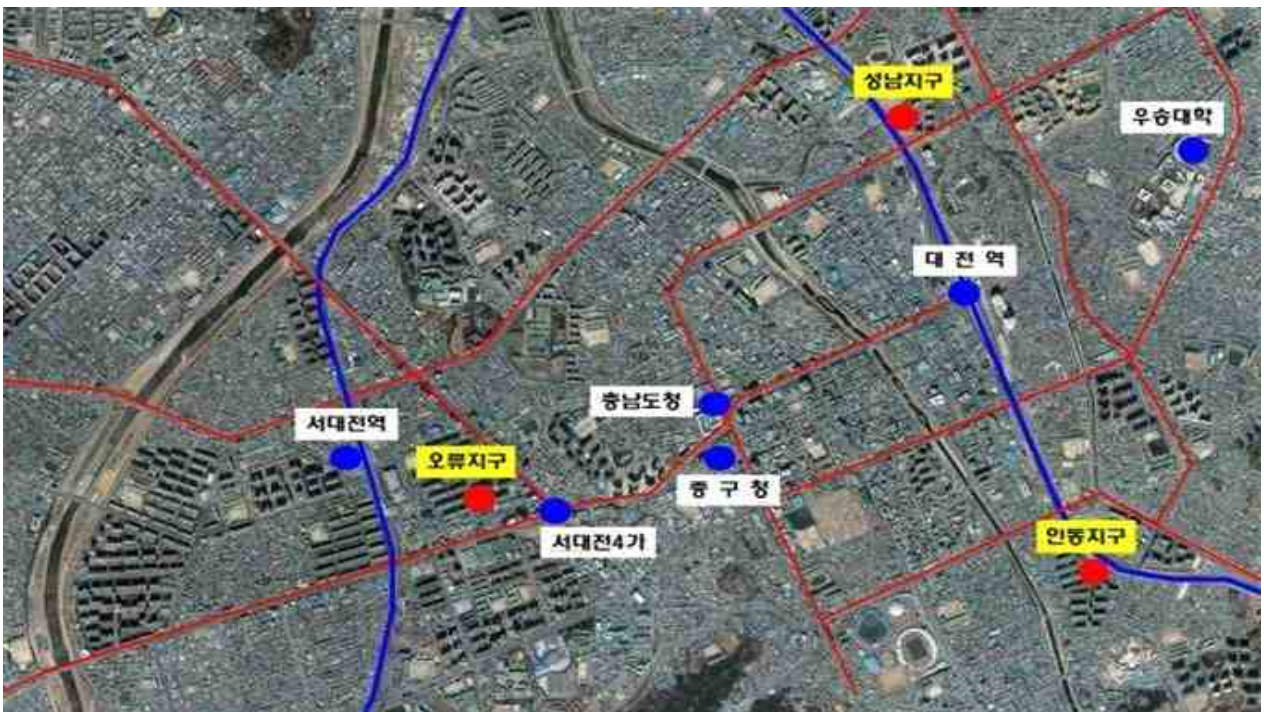 성남지구
우송대학
대 전 역
충남도청
서대전역
오류지구
중 구 청
서대전4가
인동지구